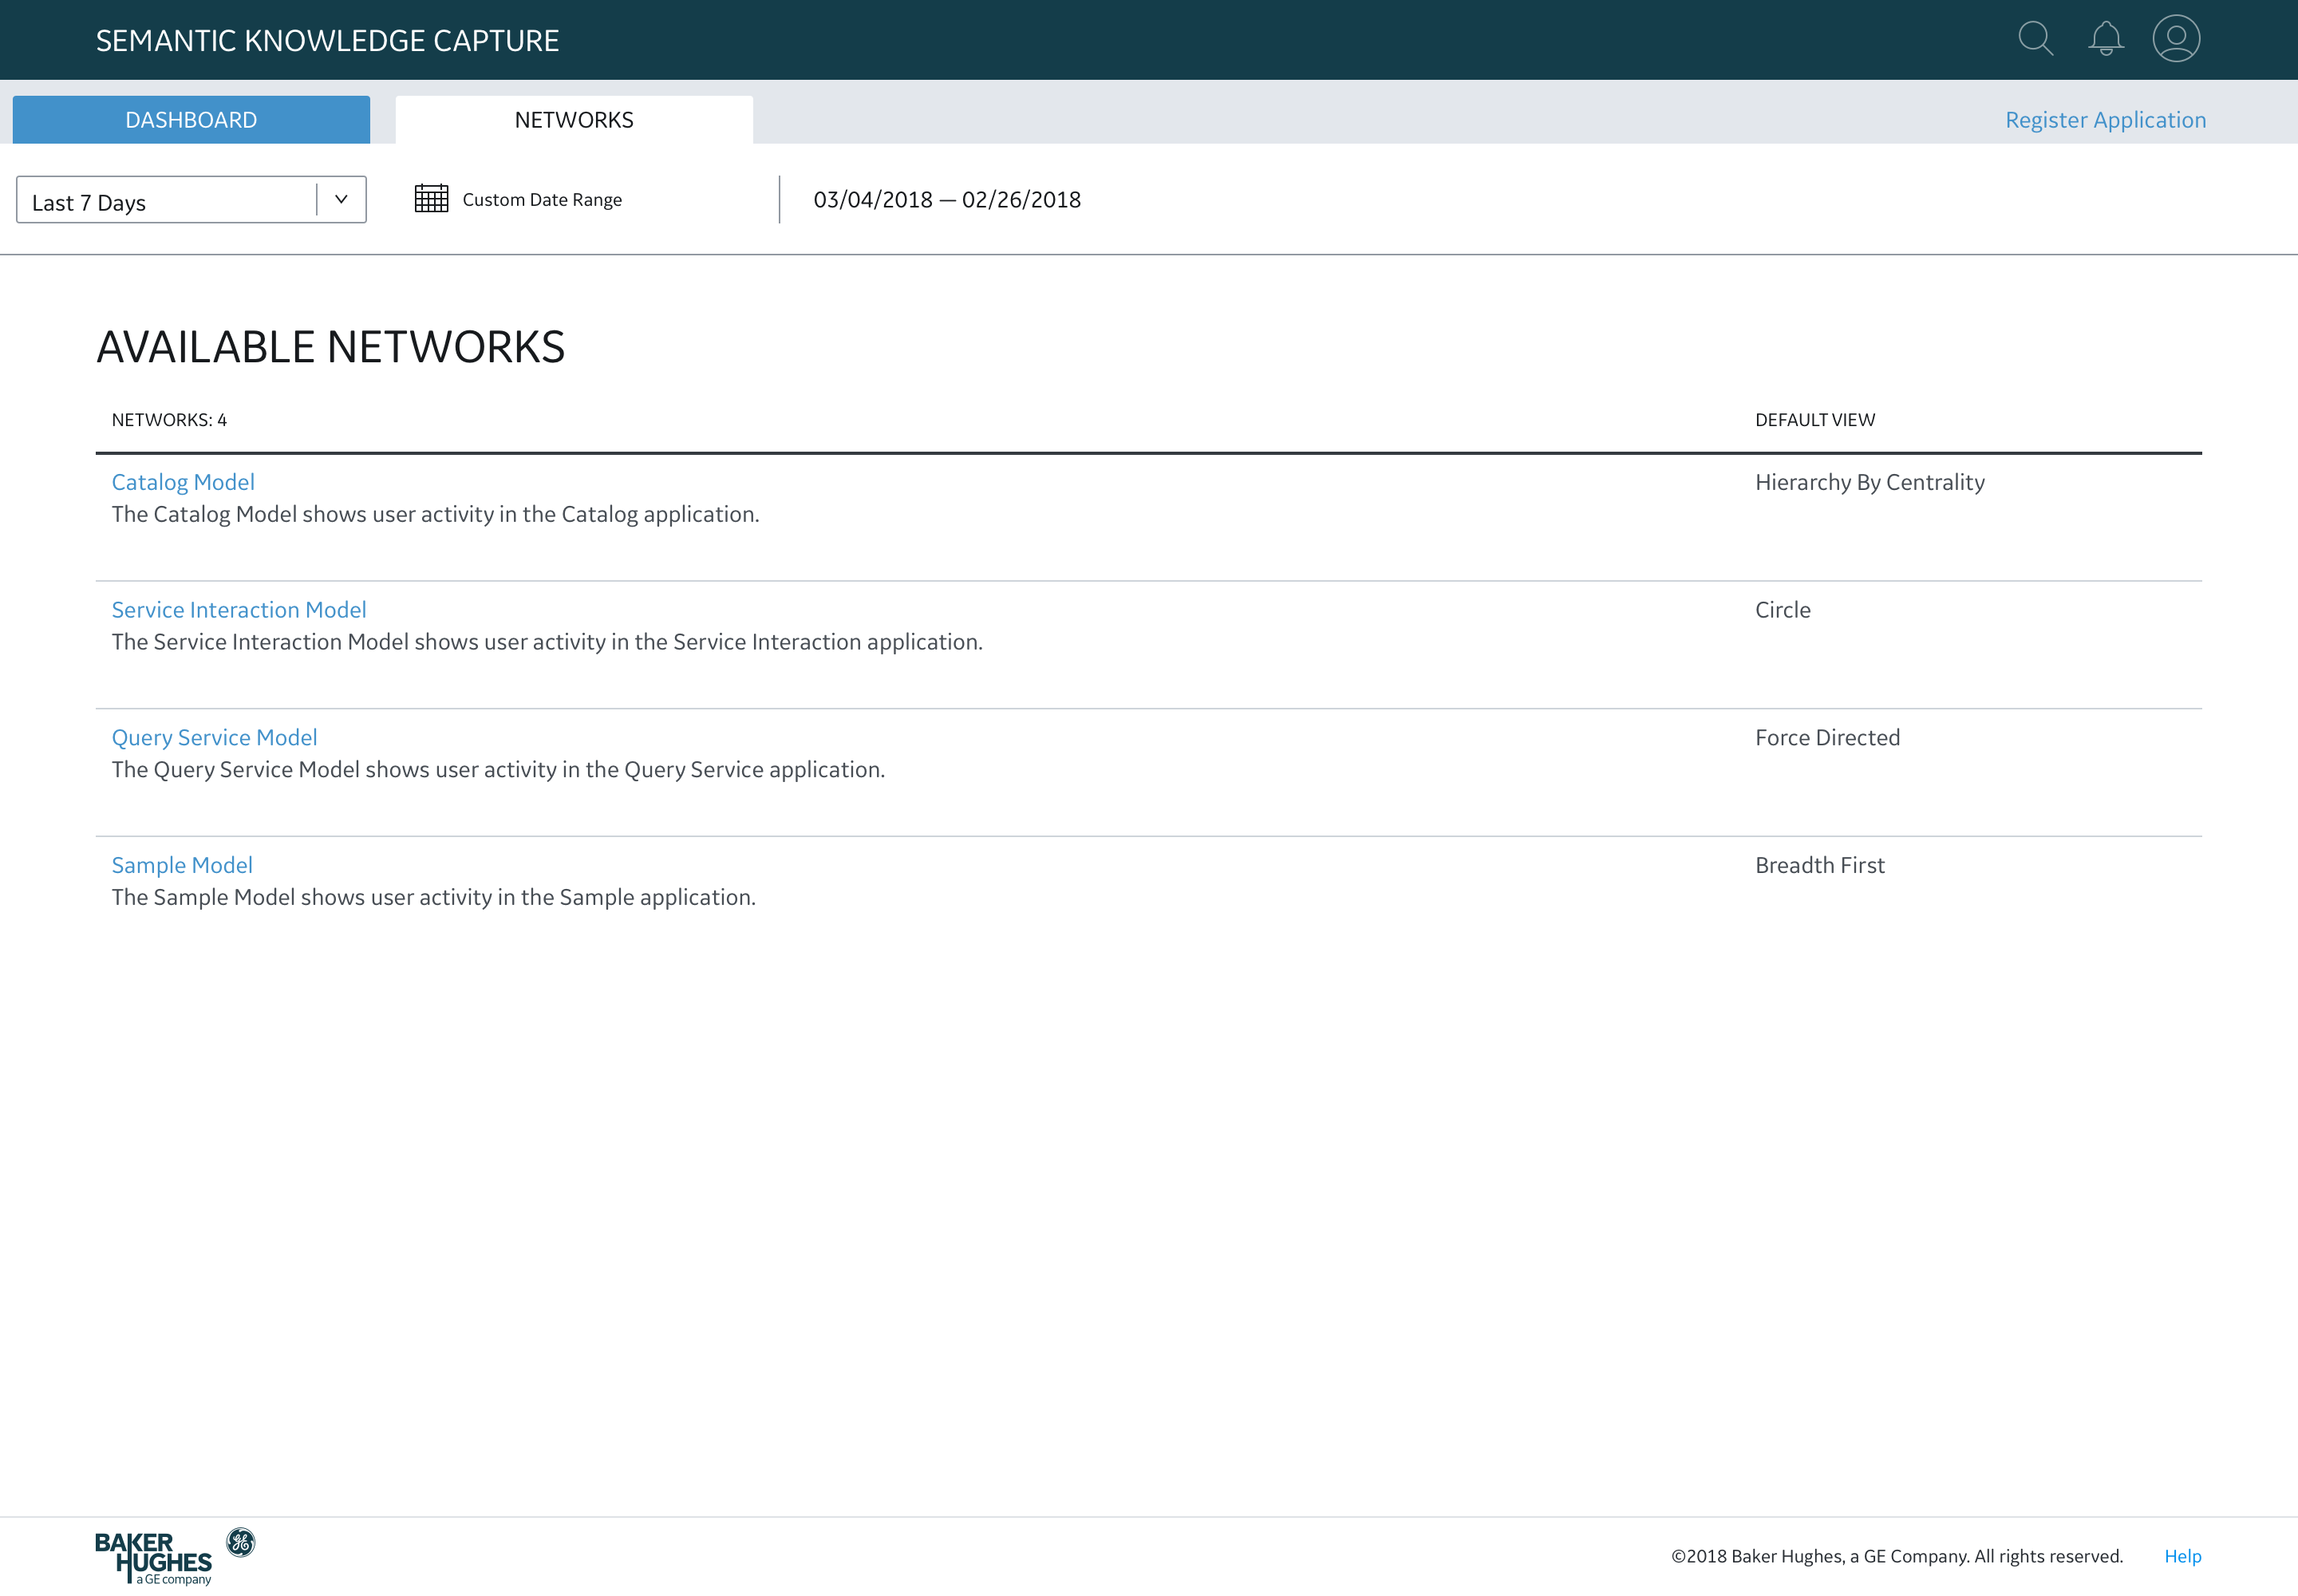 SEMANTIC KNOWLEDGE CAPTURE
DASHBOARD
NETWORKS
Register Application
Last 7 Days
Custom Date Range
03/04/2018 — 02/26/2018
AVAILABLE NETWORKS
NETWORKS: 4
DEFAULT VIEW
Catalog Model
Hierarchy By Centrality
The Catalog Model shows user activity in the Catalog application.
Service Interaction Model
Circle
The Service Interaction Model shows user activity in the Service Interaction application.
Query Service Model
Force Directed
The Query Service Model shows user activity in the Query Service application.
Sample Model
Breadth First
The Sample Model shows user activity in the Sample application.
BAKER
HUGHES
a GE company
GE
©2018 Baker Hughes, a GE Company. All rights reserved.
Help